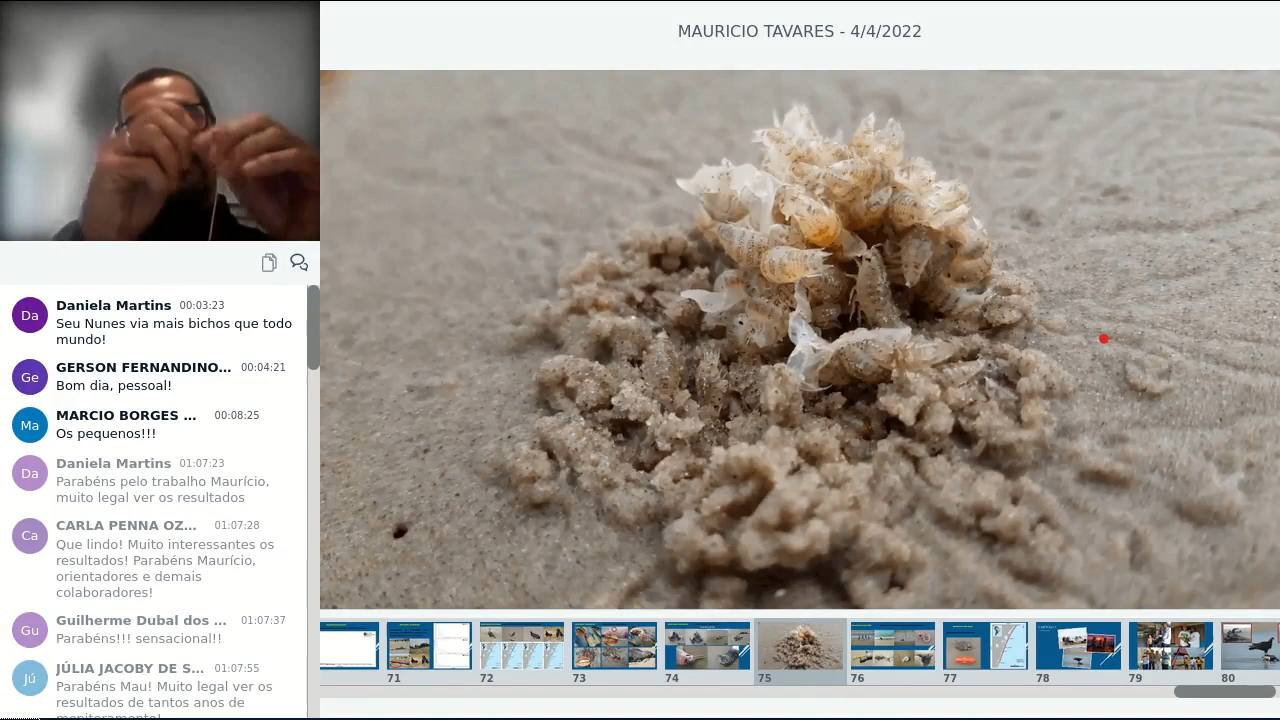 MAURICIO TAVARES - 4/4/2022
Da
Daniela Martins 00:03:23
Seu Nunes via mais bichos que todo
mundo!
Ge
GERSON FERNANDINO... 00:04:21
Bom dia, pessoal!
Ma
MARCIO BORGES ... 00:08:25
Os pequenos!!!
Da
Daniela Martins 01:07:23
Parabéns pelo trabalho Maurício,
muito legal ver os resultados
Ca
CARLA PENNA OZ... 01:07:28
Que lindo! Muito interessantes os
resultados! Parabéns Maurício,
orientadores e demais
colaboradores!
Gu
Guilherme Dubal dos ... 01:07:37
Parabéns!!! sensacional!!
Jú
JÚLIA JACOBY DE S... 01:07:55
Parabéns Mau! Muito legal ver os
resultados de tantos anos de
monitoramento!
71 72 73 74 75 76 77 78 79 80